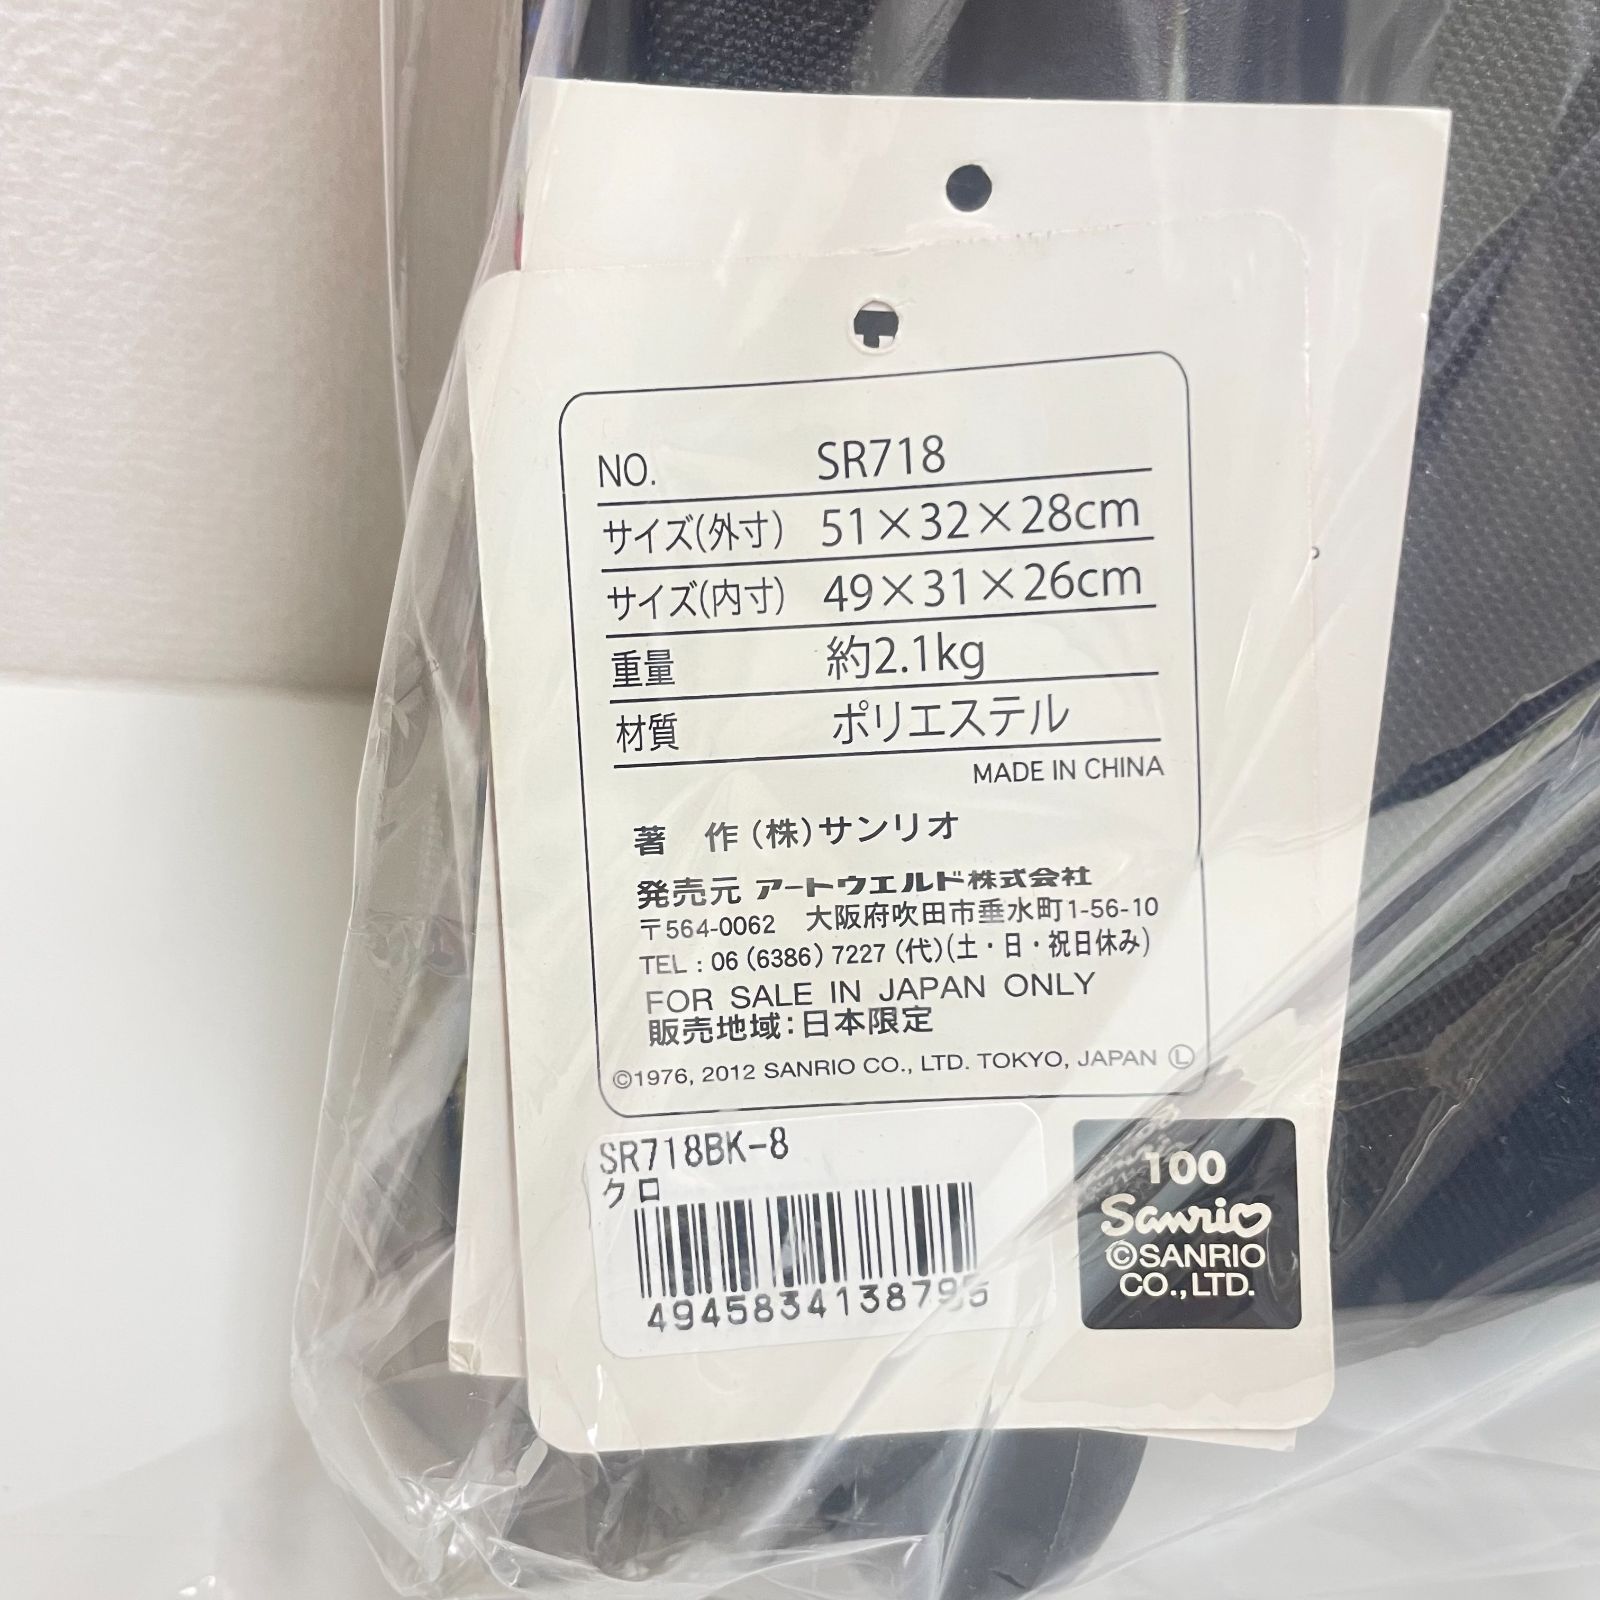 NO. SR718
サイズ(外寸) 51×32×28cm
サイズ(内寸) 49×31×26cm
重量 約2.1kg
材質 ポリエステル
MADE IN CHINA
著 作(株)サンリオ
発売元 アートウエルド株式会社
〒564-0062 大阪府吹田市垂水町1-56-10
TEL:06(6386)7227(代)(土・日・祝日休み)
FOR SALE IN JAPAN ONLY
販売地域:日本限定
©1976, 2012 SANRIO CO., LTD. TOKYO, JAPAN Ⓛ
SR718BK-8
クロ
4945834138795
100
Sanrio
©SANRIO
CO.,LTD.